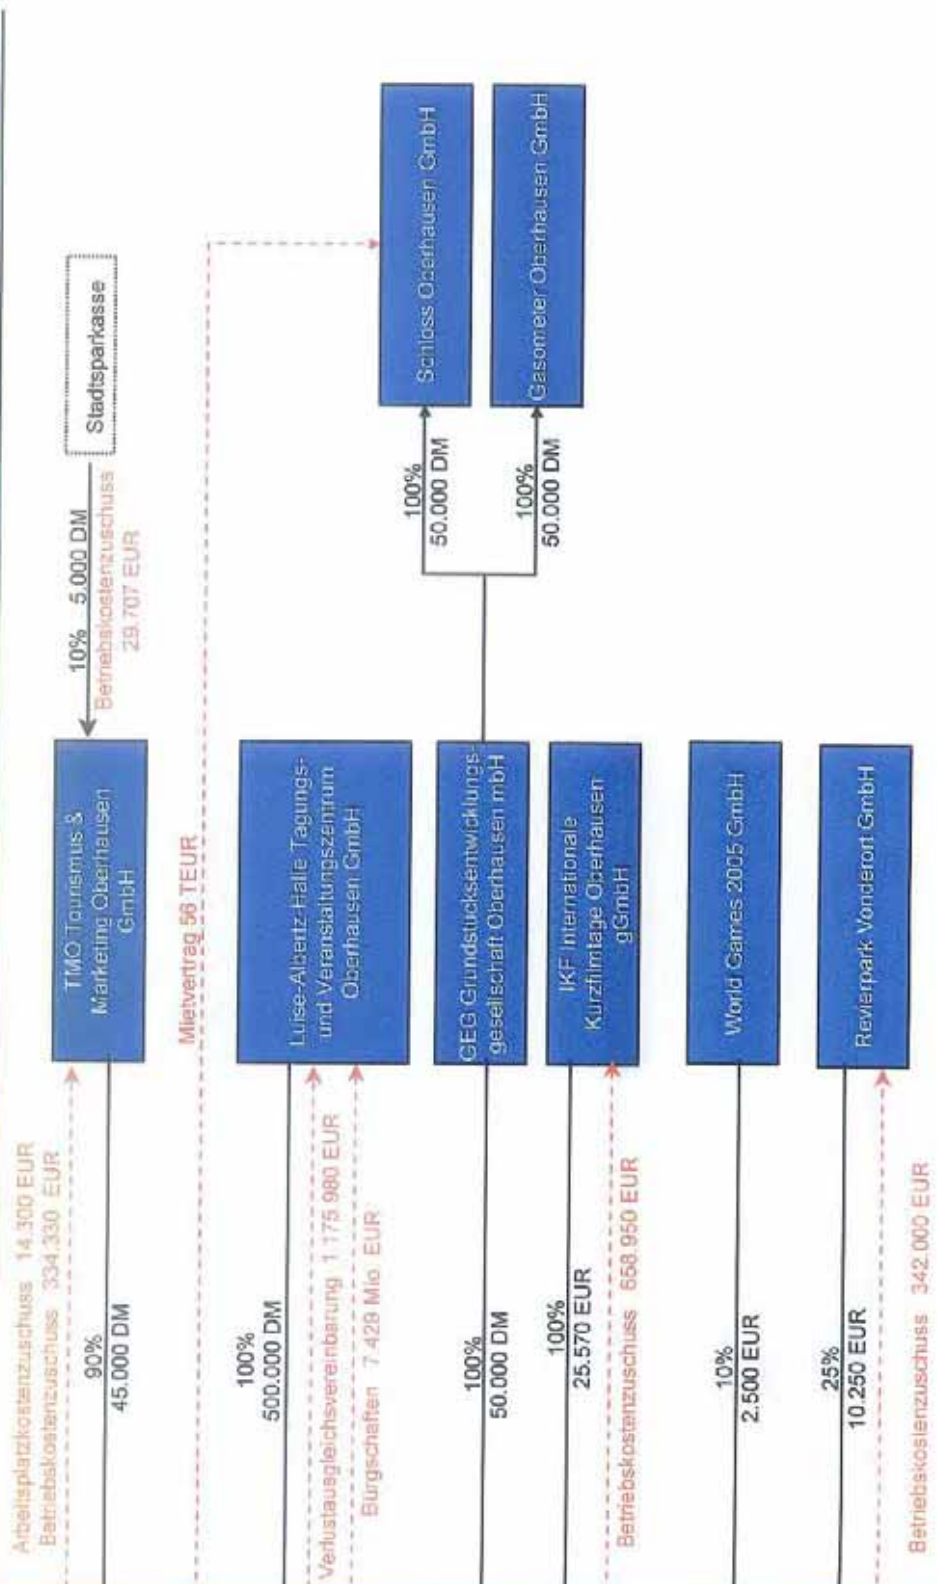 Arbeitsplatzkostenzuschuss 14.300 EUR
Betriebskostenzuschuss 334.330 EUR
90%
45.000 DM
TMO Tourismus &
Marketing Oberhausen
GmbH
10% 5.000 DM
Betriebskostenzuschuss
29.707 EUR
Stadtsparkasse
Mietvertrag 56 TEUR
100%
500.000 DM
Verlustausgleichsvereinbarung 1 175 980 EUR
Bürgschaften 7 429 Mio. EUR
Luise-Albertz-Halle Tagungs-
und Veranstaltungszentrum
Oberhausen GmbH
100%
50.000 DM
GEG Grundstücksentwicklungs-
gesellschaft Oberhausen mbH
100%
50.000 DM
Schloss Oberhausen GmbH
100%
50.000 DM
Gasometer Oberhausen GmbH
100%
25.570 EUR
Betriebskostenzuschuss 658.950 EUR
IKF Internationale
Kurzfilmtage Oberhausen
gGmbH
10%
2.500 EUR
World Games 2005 GmbH
25%
10.250 EUR
Betriebskostenzuschuss 342.000 EUR
Revierpark Vonderort GmbH